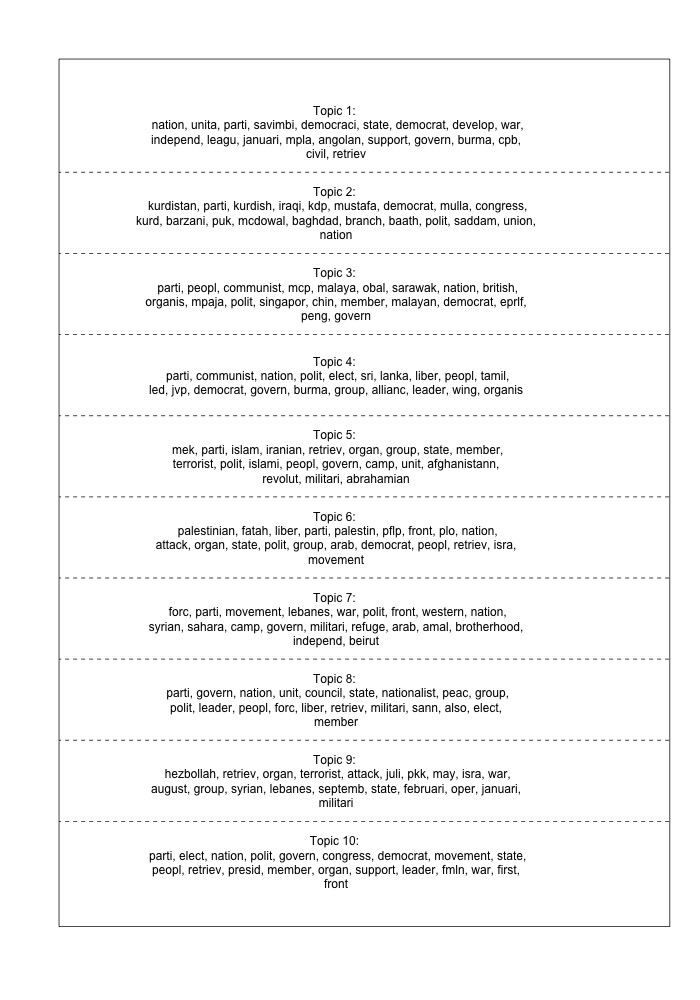 Topic 1:
nation, unita, parti, savimbi, democraci, state, democrat, develop, war,
independ, leagu, januari, mpla, angolan, support, govern, burma, cpb,
civil, retriev
Topic 2:
kurdistan, parti, kurdish, iraqi, kdp, mustafa, democrat, mulla, congress,
kurd, barzani, puk, mcdowal, baghdad, branch, baath, polit, saddam, union,
nation
Topic 3:
parti, peopl, communist, mcp, malaya, obal, sarawak, nation, british,
organis, mpaja, polit, singapor, chin, member, malayan, democrat, eprlf,
peng, govern
Topic 4:
parti, communist, nation, polit, elect, sri, lanka, liber, peopl, tamil,
led, jvp, democrat, govern, burma, group, allianc, leader, wing, organis
Topic 5:
mek, parti, islam, iranian, retriev, organ, group, state, member,
terrorist, polit, islami, peopl, govern, camp, unit, afghanistann,
revolut, militari, abrahamian
Topic 6:
palestinian, fatah, liber, parti, palestin, pflp, front, plo, nation,
attack, organ, state, polit, group, arab, democrat, peopl, retriev, isra,
movement
Topic 7:
forc, parti, movement, lebanes, war, polit, front, western, nation,
syrian, sahara, camp, govern, militari, refuge, arab, amal, brotherhood,
independ, beirut
Topic 8:
parti, govern, nation, unit, council, state, nationalist, peac, group,
polit, leader, peopl, forc, liber, retriev, militari, sann, also, elect,
member
Topic 9:
hezbollah, retriev, organ, terrorist, attack, juli, pkk, may, isra, war,
august, group, syrian, lebanes, septemb, state, februari, oper, januari,
militari
Topic 10:
parti, elect, nation, polit, govern, congress, democrat, movement, state,
peopl, retriev, presid, member, organ, support, leader, fmln, war, first,
front